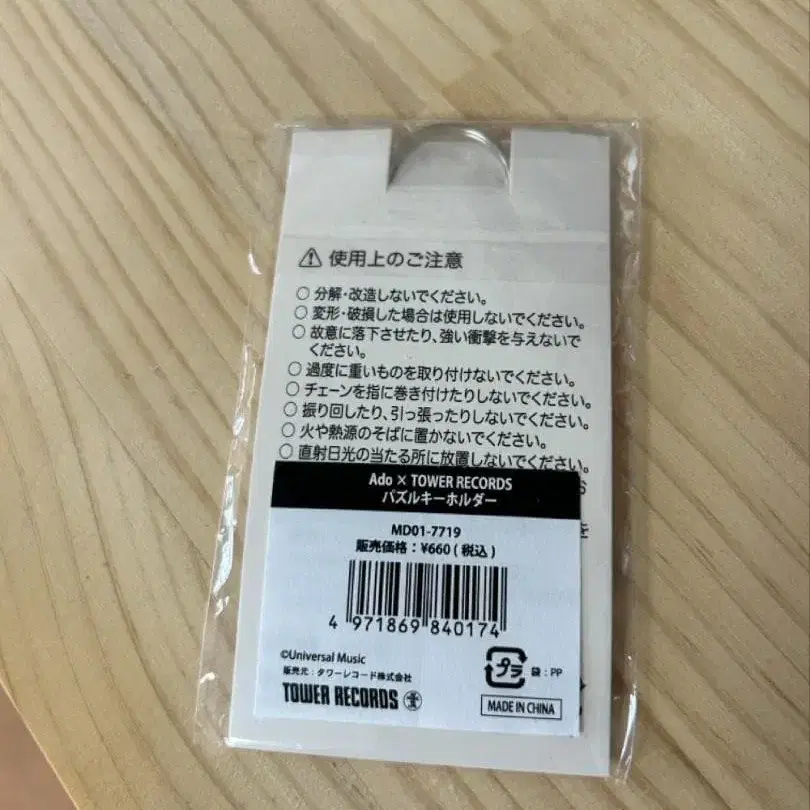 ⚠ 使用上のご注意
○ 分解・改造しないでください。
○ 変形・破損した場合は使用しないでください。
○ 故意に落下させたり、強い衝撃を与えないで
ください。
○ 過度に重いものを取り付けないでください。
○ チェーンを指に巻き付けたりしないでください。
○ 振り回したり、引っ張ったりしないでください。
○ 火や熱源のそばに置かないでください。
○ 直射日光の当たる所に放置しないでください。
お
を
Ado × TOWER RECORDS
パズルキーホルダー
MD01-7719
販売価格：¥660 ( 税込 )
4 971869 840174
©Universal Music
販売元：タワーレコード株式会社
TOWER RECORDS
プラ 袋：PP
MADE IN CHINA